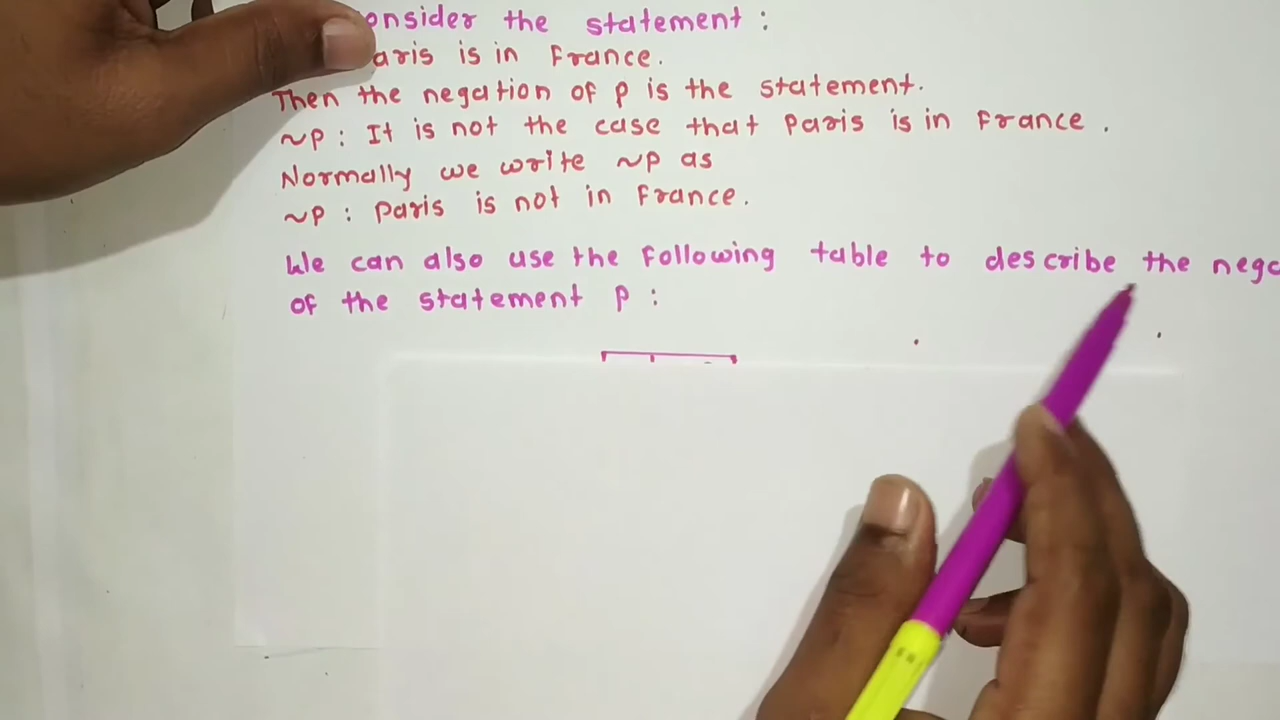 onsider the statement :
aris is in France.
Then the negation of p is the statement.
~p : It is not the case that Paris is in France .
Normally we write ~p as
~p : Paris is not in France.
We can also use the following table to describe the nega
of the statement p :